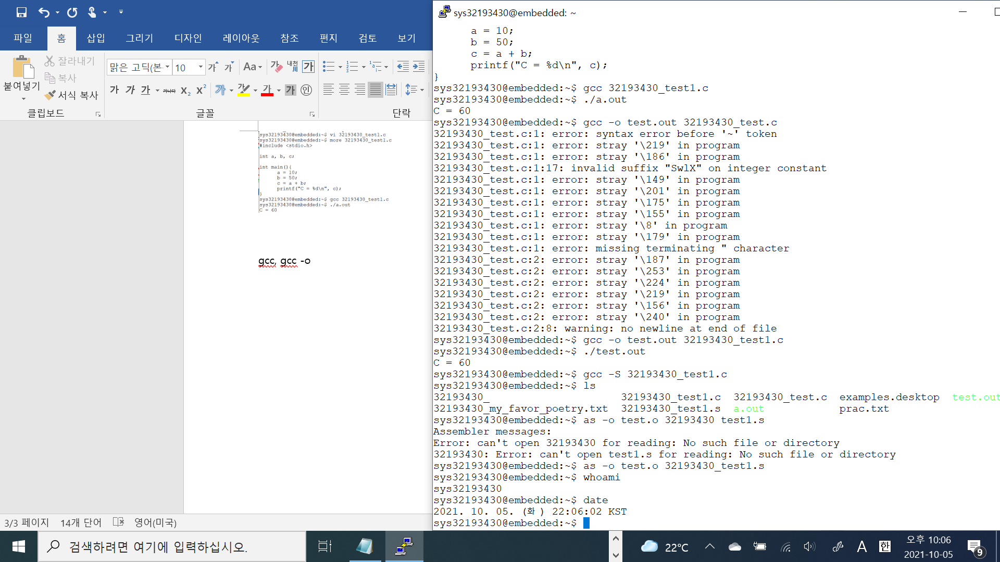 파일 홈 삽입 그리기 디자인 레이아웃 참조 편지 검토 보기
붙여넣기
잘라내기
복사
서식 복사
클립보드
맑은 고딕(본- 10
Aa
가 가 가 가나다 X₂ X² 가 가 가 가
글꼴
단락
sys32193430@embedded:~$ vi 32193430_test1.c
sys32193430@embedded:~$ more 32193430_test1.c
#include <stdio.h>
int a, b, c;
int main(){
a = 10;
b = 50;
c = a + b;
printf("C = %d\n", c);
}
sys32193430@embedded:~$ gcc 32193430_test1.c
sys32193430@embedded:~$ ./a.out
C = 60
gcc, gcc -o
3/3 페이지 14개 단어 영어(미국)
sys32193430@embedded: ~
a = 10;
b = 50;
c = a + b;
printf("C = %d\n", c);
}
sys32193430@embedded:~$ gcc 32193430_test1.c
sys32193430@embedded:~$ ./a.out
C = 60
sys32193430@embedded:~$ gcc -o test.out 32193430_test.c
32193430_test.c:1: error: syntax error before '~' token
32193430_test.c:1: error: stray '\219' in program
32193430_test.c:1: error: stray '\186' in program
32193430_test.c:1:17: invalid suffix "SwlX" on integer constant
32193430_test.c:1: error: stray '\149' in program
32193430_test.c:1: error: stray '\201' in program
32193430_test.c:1: error: stray '\175' in program
32193430_test.c:1: error: stray '\155' in program
32193430_test.c:1: error: stray '\8' in program
32193430_test.c:1: error: stray '\179' in program
32193430_test.c:1: error: missing terminating " character
32193430_test.c:2: error: stray '\187' in program
32193430_test.c:2: error: stray '\253' in program
32193430_test.c:2: error: stray '\224' in program
32193430_test.c:2: error: stray '\219' in program
32193430_test.c:2: error: stray '\156' in program
32193430_test.c:2: error: stray '\240' in program
32193430_test.c:2:8: warning: no newline at end of file
sys32193430@embedded:~$ gcc -o test.out 32193430_test1.c
sys32193430@embedded:~$ ./test.out
C = 60
sys32193430@embedded:~$ gcc -S 32193430_test1.c
sys32193430@embedded:~$ ls
32193430_ 32193430_test1.c 32193430_test.c examples.desktop test.out
32193430_my_favor_poetry.txt 32193430_test1.s a.out prac.txt
sys32193430@embedded:~$ as -o test.o 32193430 test1.s
Assembler messages:
Error: can't open 32193430 for reading: No such file or directory
32193430: Error: can't open test1.s for reading: No such file or directory
sys32193430@embedded:~$ as -o test.o 32193430_test1.s
sys32193430@embedded:~$ whoami
sys32193430
sys32193430@embedded:~$ date
2021. 10. 05. (화 ) 22:06:02 KST
sys32193430@embedded:~$
검색하려면 여기에 입력하십시오.
22℃
A 한
오후 10:06
2021-10-05
9